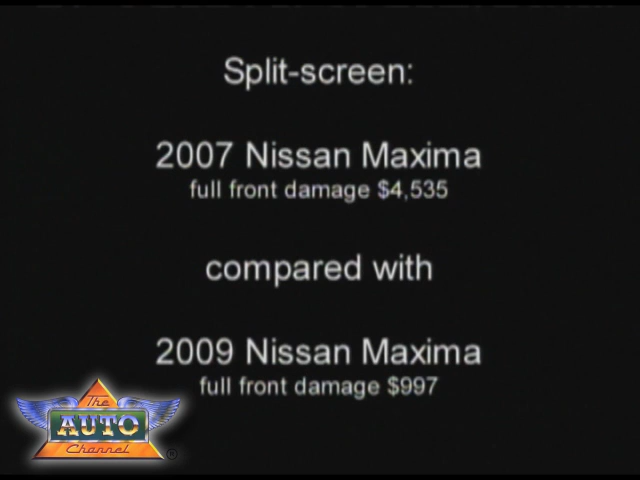 Split-screen:
2007 Nissan Maxima
full front damage $4,535
compared with
2009 Nissan Maxima
full front damage $997
The
AUTO
Channel
®